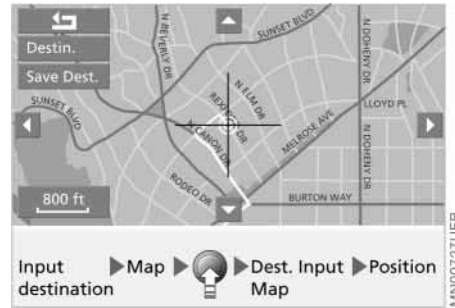 Destin.
Save Dest.
SUNSET BLVD
N BEVERLY DR
N DOHENY DR
SUNSET BLVD
N ELM DR
REXFORD DR
N CANON DR
LLOYD PL
MELROSE AVE
N DOHENY DR
RODEO DR
BURTON WAY
800 ft
Input destination
Map
Dest. Input Map
Position